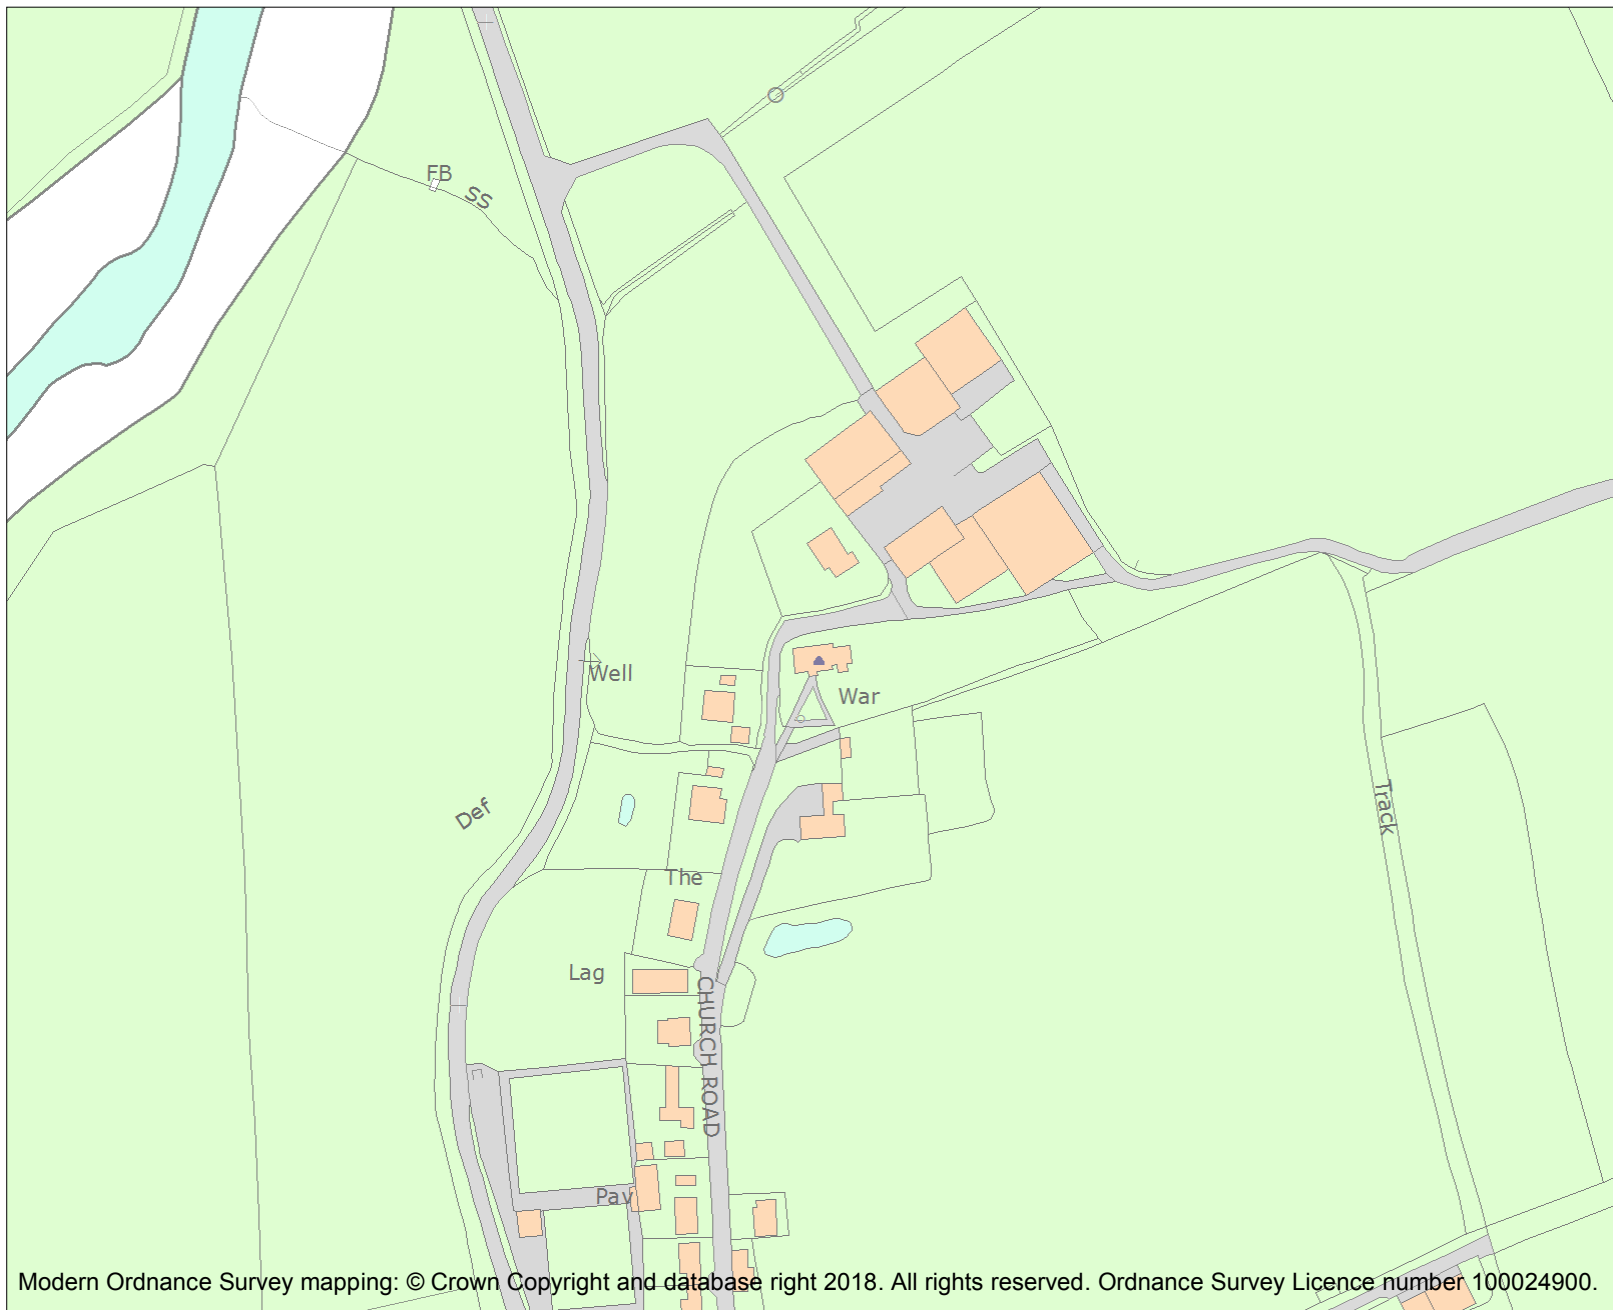 FB
SS
Well
War
Track
Def
The
Lag
CHURCH ROAD
Pav
Modern Ordnance Survey mapping: © Crown Copyright and database right 2018. All rights reserved. Ordnance Survey Licence number 100024900.